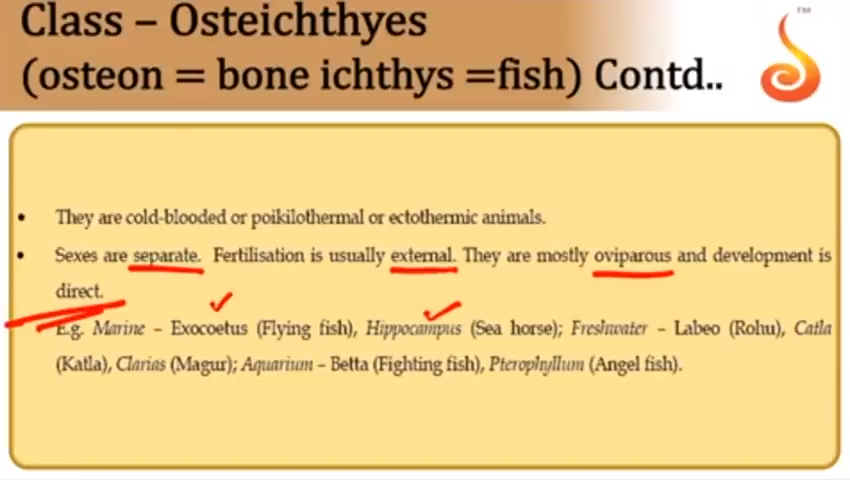 Class – Osteichthyes
(osteon = bone ichthys =fish) Contd..
TM
• They are cold-blooded or poikilothermal or ectothermic animals.
• Sexes are separate. Fertilisation is usually external. They are mostly oviparous and development is
direct.
E.g. Marine – Exocoetus (Flying fish), Hippocampus (Sea horse); Freshwater – Labeo (Rohu), Catla
(Katla), Clarias (Magur); Aquarium – Betta (Fighting fish), Pterophyllum (Angel fish).